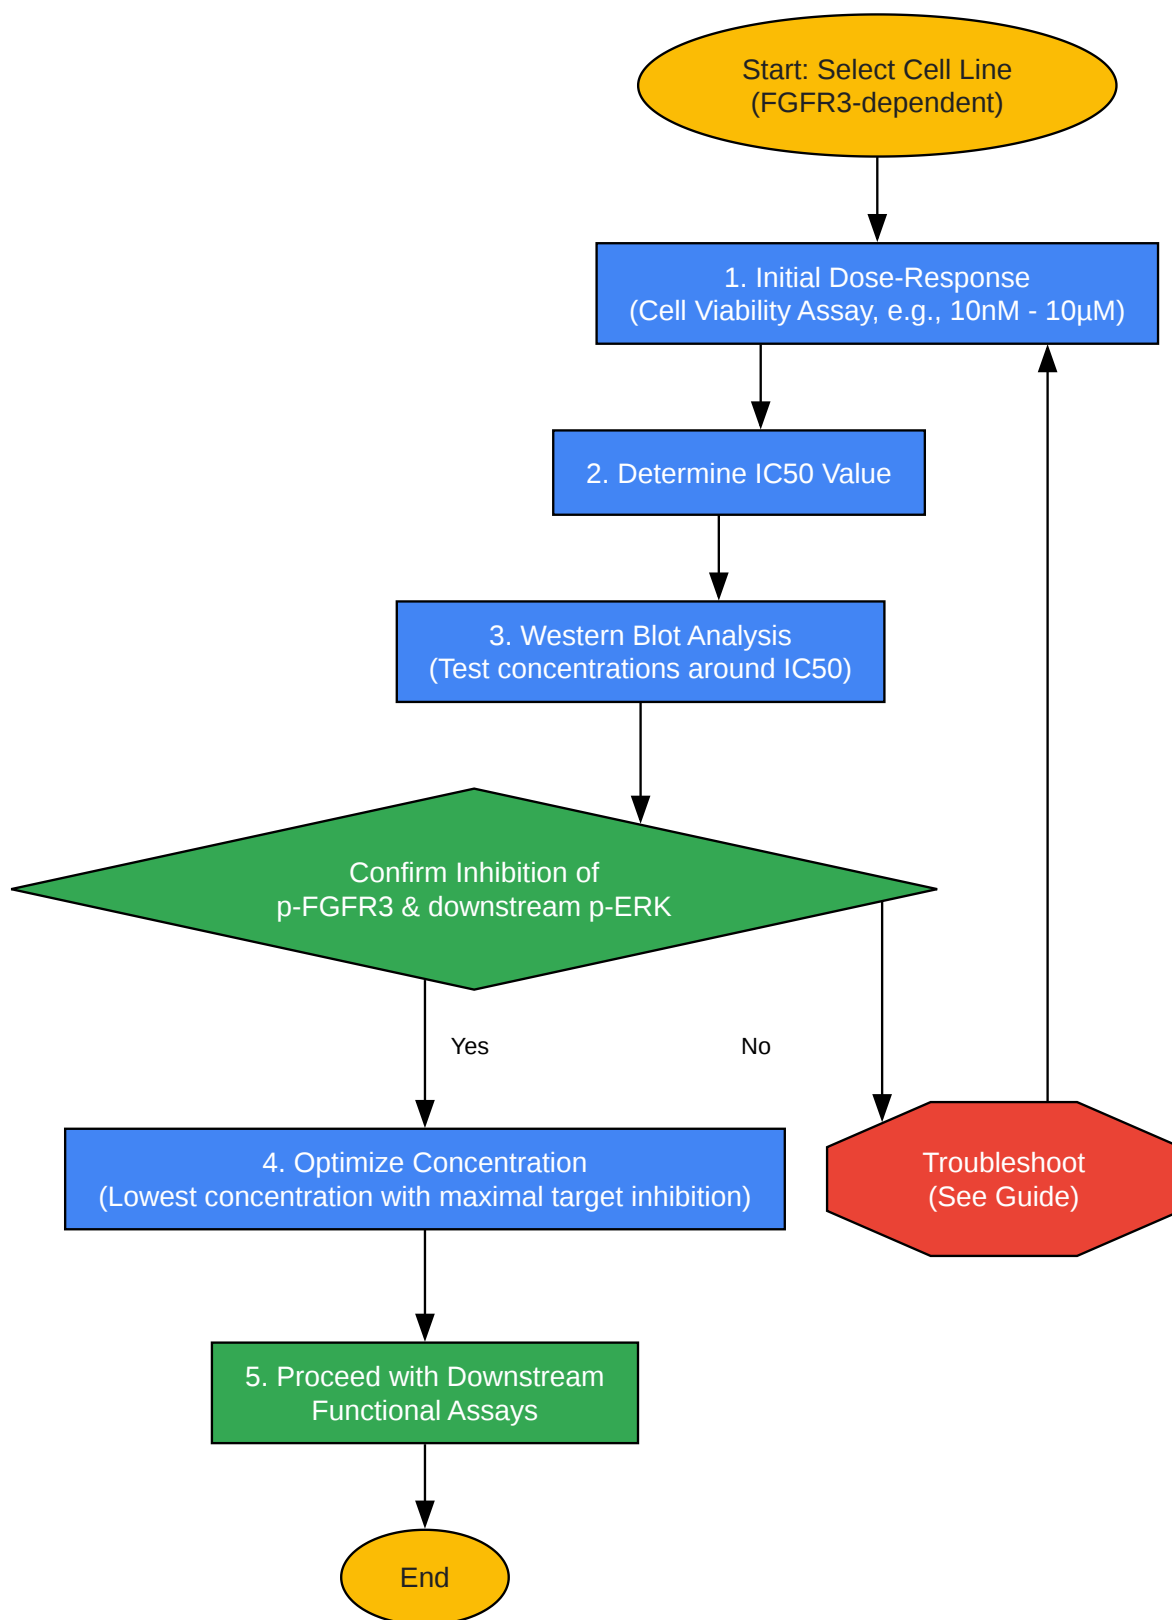 Start: Select Cell Line
(FGFR3-dependent)
1. Initial Dose-Response
(Cell Viability Assay, e.g., 10nM - 10µM)
2. Determine IC50 Value
3. Western Blot Analysis
(Test concentrations around IC50)
Confirm Inhibition of
p-FGFR3 & downstream p-ERK
Yes
No
4. Optimize Concentration
(Lowest concentration with maximal target inhibition)
Troubleshoot
(See Guide)
5. Proceed with Downstream
Functional Assays
End